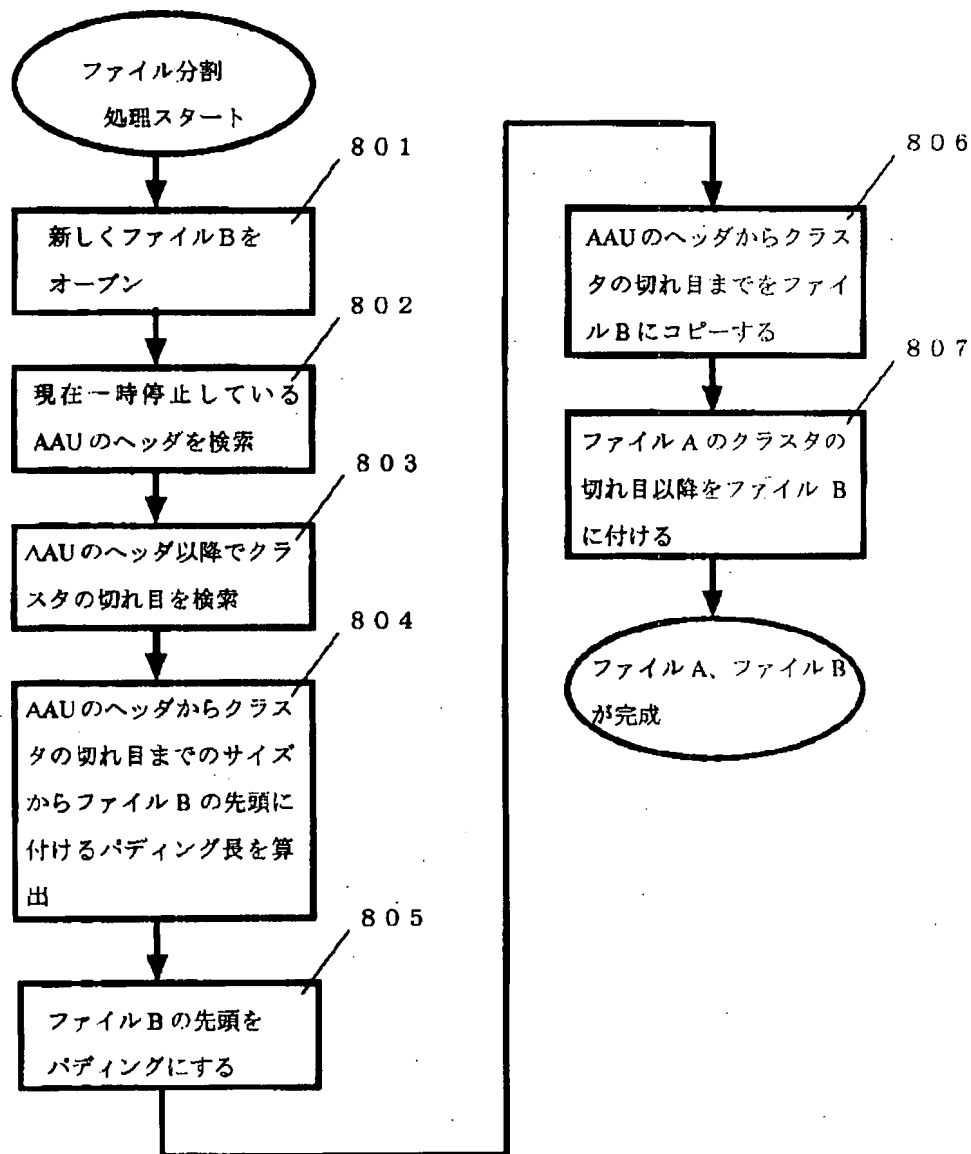 ファイル分割
処理スタート
801
新しくファイルBを
オープン
802
現在一時停止している
AAUのヘッダを検索
803
AAUのヘッダ以降でクラ
スタの切れ目を検索
804
AAUのヘッダからクラス
タの切れ目までのサイズ
からファイルBの先頭に
付けるパディング長を算
出
805
ファイルBの先頭を
パディングにする
806
AAUのヘッダからクラス
タの切れ目までをファイ
ルBにコピーする
807
ファイルAのクラスタの
切れ目以降をファイルB
に付ける
ファイルA、ファイルB
が完成